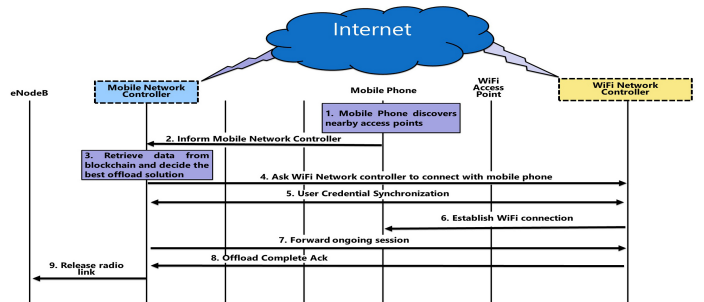 Internet
eNodeB
Mobile Network
Controller
Mobile Phone
WiFi
Access
Point
WiFi Network
Controller
1. Mobile Phone discovers
nearby access points
2. Inform Mobile Network Controller
3. Retrieve data from
blockchain and decide the
best offload solution
4. Ask WiFi Network controller to connect with mobile phone
5. User Credential Synchronization
6. Establish WiFi connection
7. Forward ongoing session
8. Offload Complete Ack
9. Release radio
link